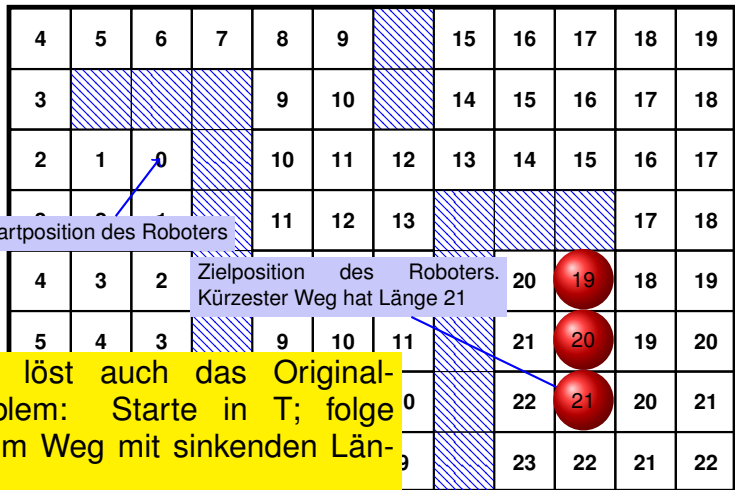 4 5 6 7 8 9 15 16 17 18 19
3 9 10 14 15 16 17 18
2 1 0 10 11 12 13 14 15 16 17
11 12 13 17 18
artposition des Roboters
4 3 2 20 19 18 19
Zielposition des Roboters.
Kürzester Weg hat Länge 21
5 4 3 9 10 11 21 20 19 20
löst auch das Original-
blem: Starte in T; folge
m Weg mit sinkenden Län-
0 22 21 20 21
23 22 21 22